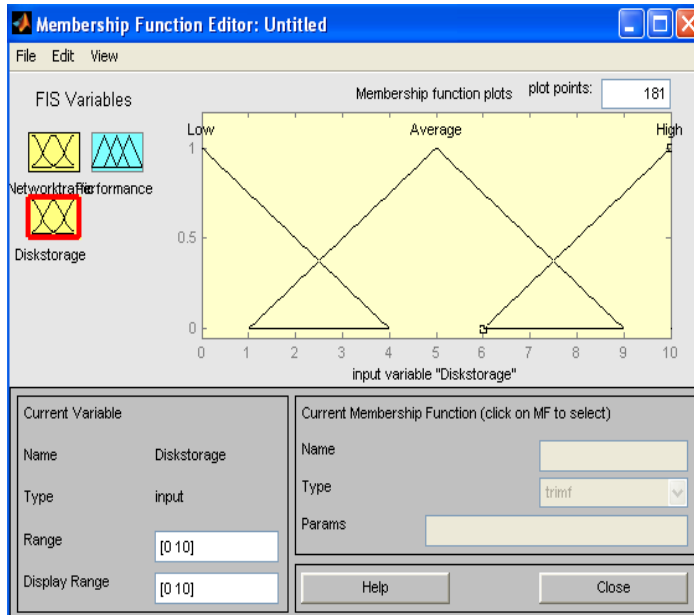 Membership Function Editor: Untitled
File Edit View
FIS Variables
Membership function plots plot points: 181
Low Average High
1
0.5
0
0 1 2 3 4 5 6 7 8 9 10
input variable "Diskstorage"
Networktraffic Performance
Diskstorage
Current Variable
Name Diskstorage
Type input
Range [0 10]
Display Range [0 10]
Current Membership Function (click on MF to select)
Name
Type trimf
Params
Help Close